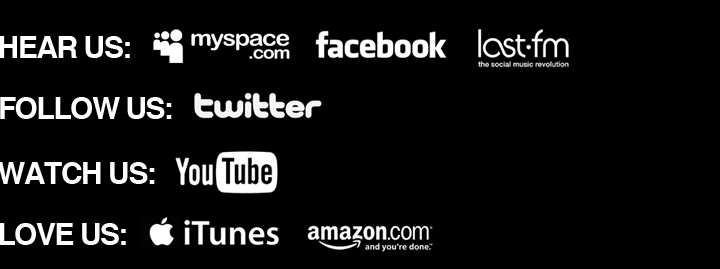 HEAR US: myspace.com facebook last·fm
the social music revolution
FOLLOW US: twitter
WATCH US: YouTube
LOVE US: iTunes amazon.com
and you're done.™